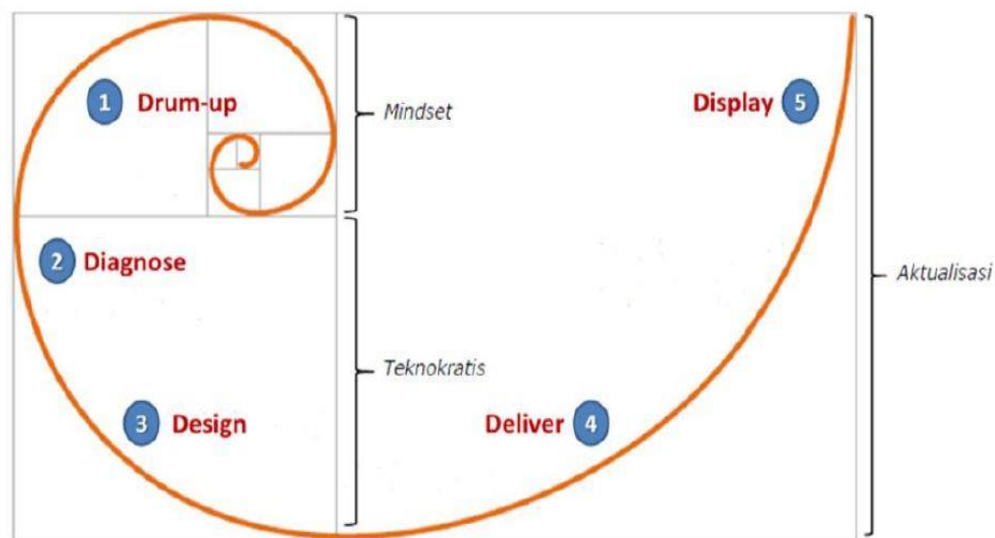 1 Drum-up
Mindset
2 Diagnose
3 Design
Teknokratis
Deliver 4
Display 5
Aktualisasi